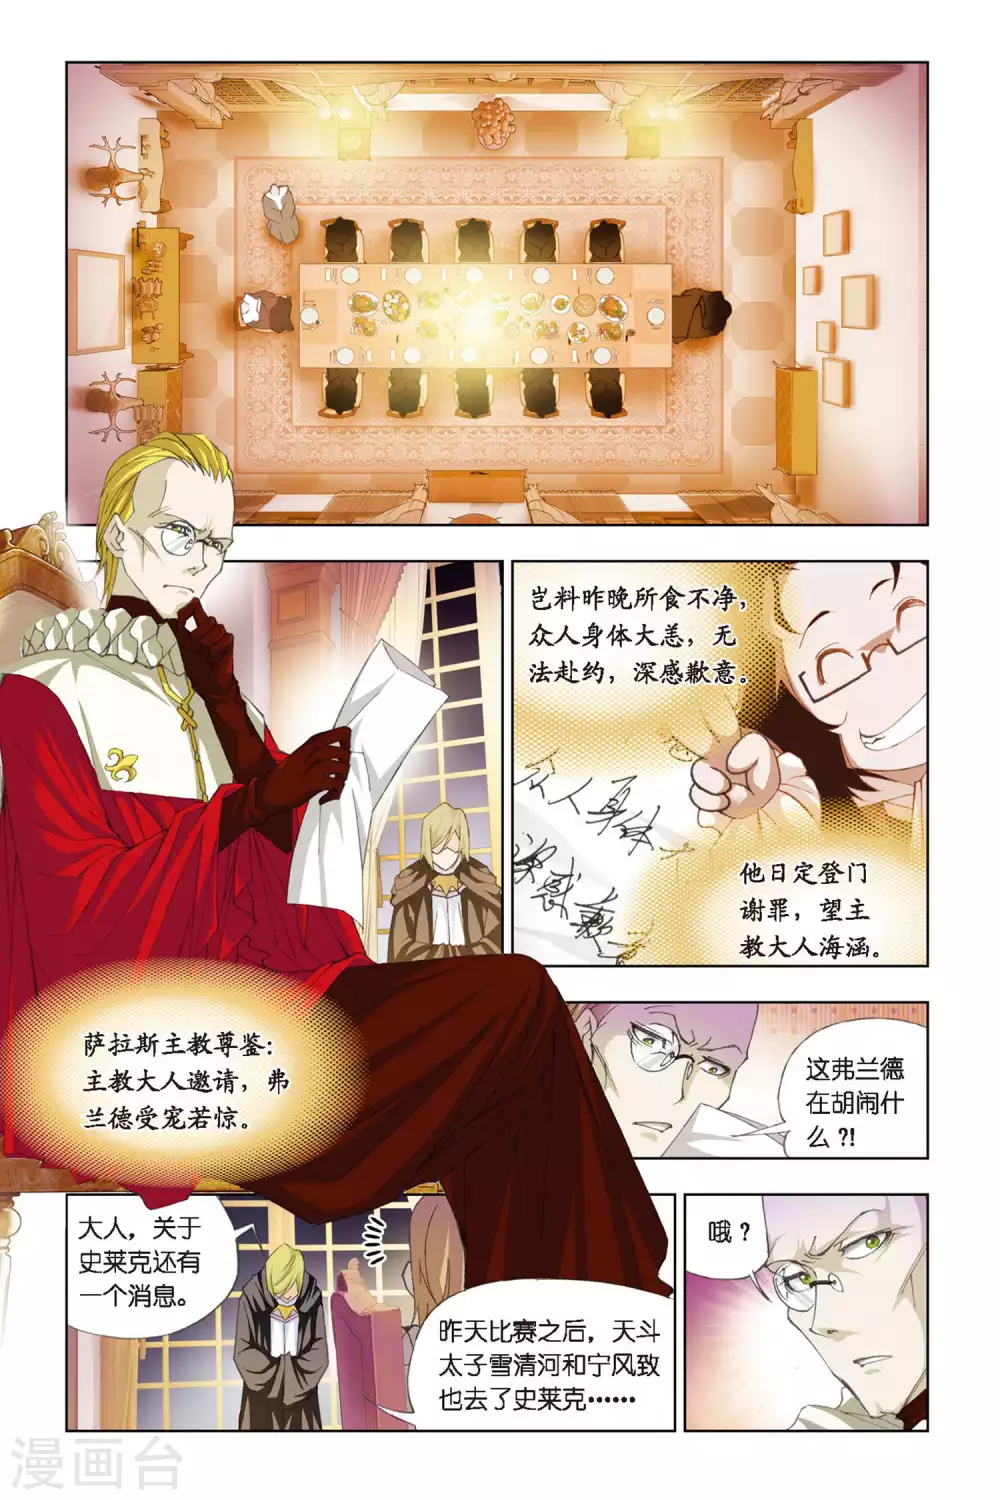 萨拉斯主教尊鉴：
主教大人邀请，弗
兰德受宠若惊。
岂料昨晚所食不净，
众人身体大恙，无
法赴约，深感歉意。
众人身体
深感歉
他日定登门
谢罪，望主
教大人海涵。
这弗兰德
在胡闹什
么?!
大人，关于
史莱克还有
一个消息。
昨天比赛之后，天斗
太子雪清河和宁风致
也去了史莱克……
哦？
漫画台